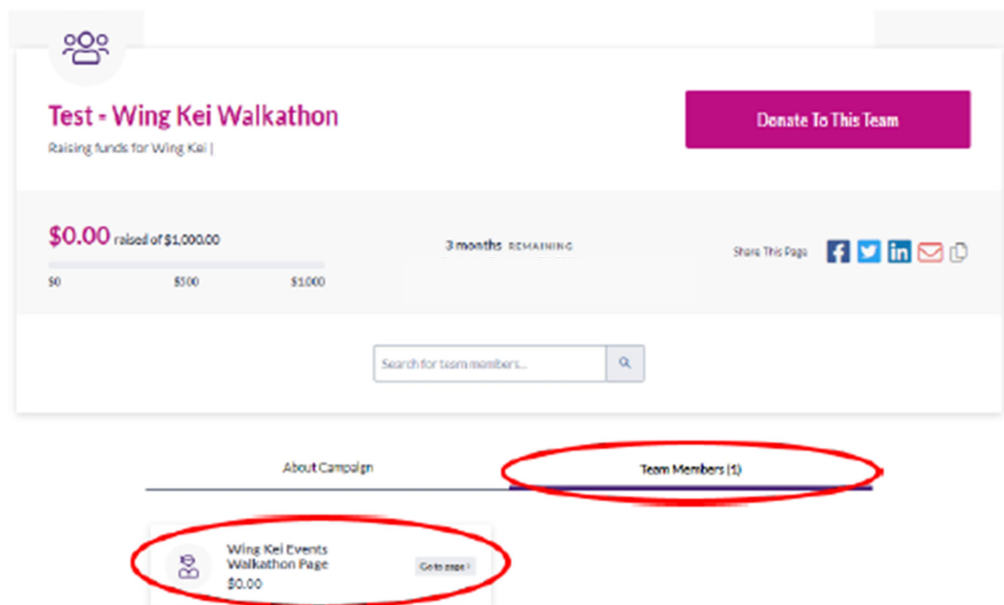 Test - Wing Kei Walkathon
Donate To This Team
Raising funds for Wing Kei |
$0.00 raised of $1,000.00
3 months REMAINING
Share This Page
$0 $500 $1,000
Search for team members...
About Campaign
Team Members (1)
Wing Kei Events
Walkathon Page
Go to page ›
$0.00